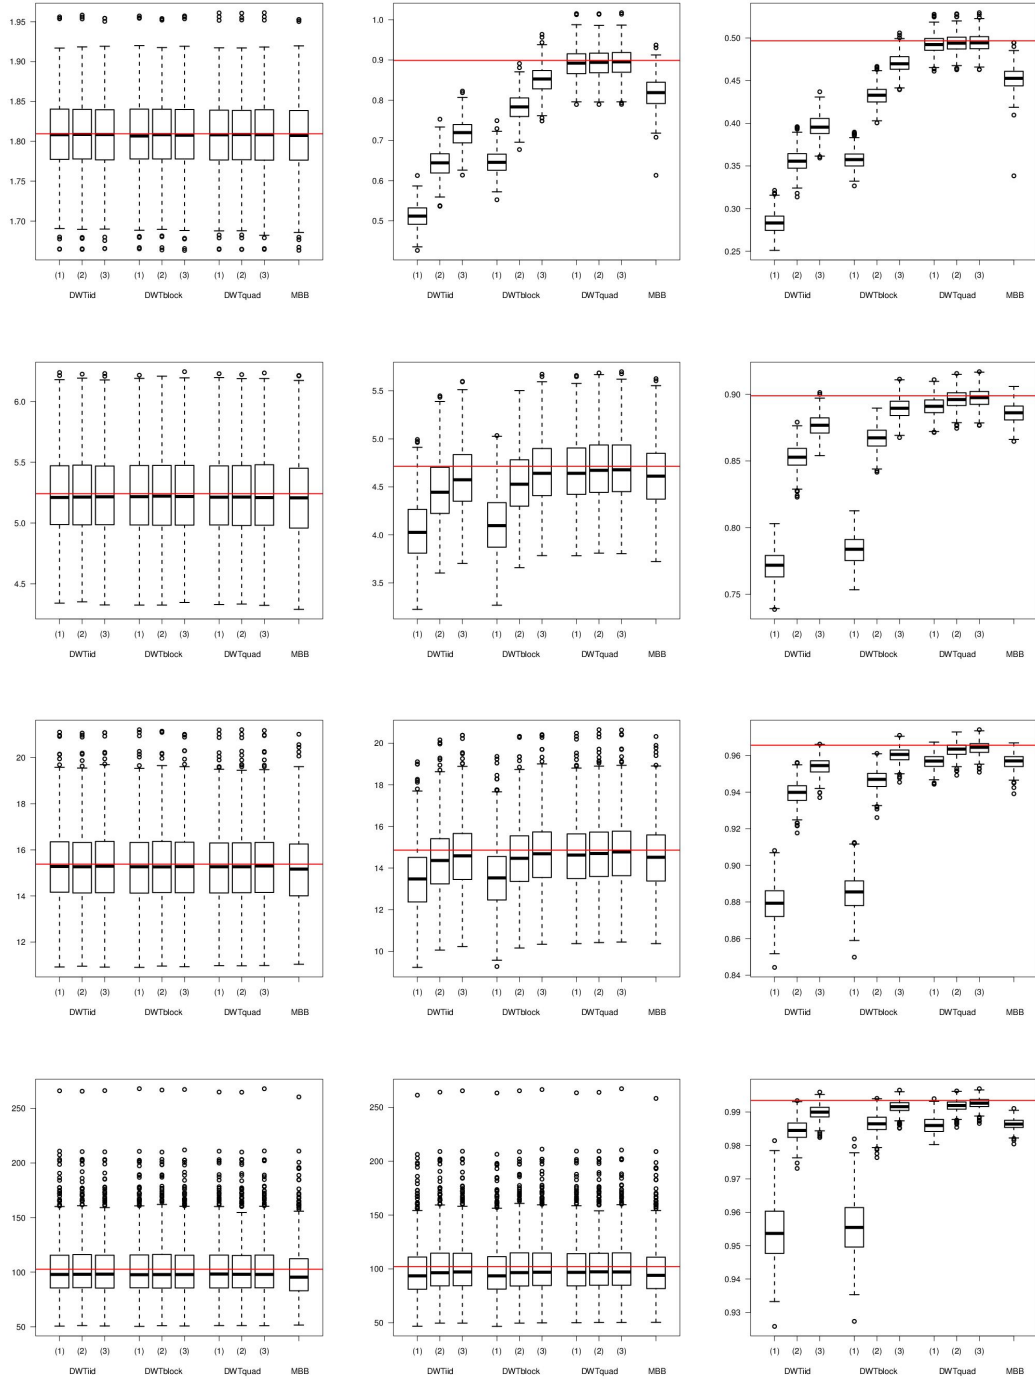 1.95
1.90
1.85
1.80
1.75
1.70
(1) (2) (3) (1) (2) (3) (1) (2) (3)
DWTiid DWTblock DWTquad MBB
1.0
0.9
0.8
0.7
0.6
0.5
(1) (2) (3) (1) (2) (3) (1) (2) (3)
DWTiid DWTblock DWTquad MBB
0.50
0.45
0.40
0.35
0.30
0.25
(1) (2) (3) (1) (2) (3) (1) (2) (3)
DWTiid DWTblock DWTquad MBB
6.0
5.5
5.0
4.5
(1) (2) (3) (1) (2) (3) (1) (2) (3)
DWTiid DWTblock DWTquad MBB
5.5
5.0
4.5
4.0
3.5
(1) (2) (3) (1) (2) (3) (1) (2) (3)
DWTiid DWTblock DWTquad MBB
0.90
0.85
0.80
0.75
(1) (2) (3) (1) (2) (3) (1) (2) (3)
DWTiid DWTblock DWTquad MBB
20
18
16
14
12
(1) (2) (3) (1) (2) (3) (1) (2) (3)
DWTiid DWTblock DWTquad MBB
20
18
16
14
12
10
(1) (2) (3) (1) (2) (3) (1) (2) (3)
DWTiid DWTblock DWTquad MBB
0.96
0.94
0.92
0.90
0.88
0.86
0.84
(1) (2) (3) (1) (2) (3) (1) (2) (3)
DWTiid DWTblock DWTquad MBB
250
200
150
100
50
(1) (2) (3) (1) (2) (3) (1) (2) (3)
DWTiid DWTblock DWTquad MBB
250
200
150
100
50
(1) (2) (3) (1) (2) (3) (1) (2) (3)
DWTiid DWTblock DWTquad MBB
0.99
0.98
0.97
0.96
0.95
0.94
0.93
(1) (2) (3) (1) (2) (3) (1) (2) (3)
DWTiid DWTblock DWTquad MBB